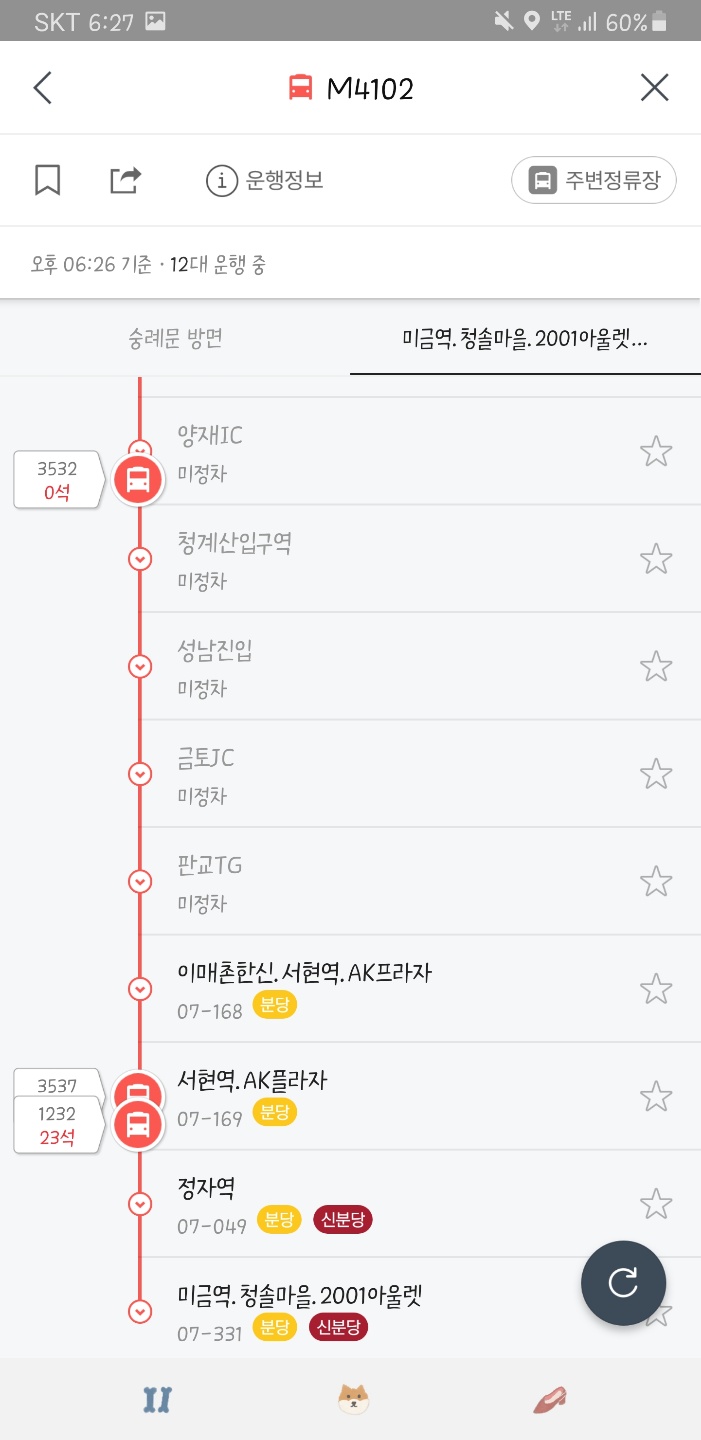 SKT 6:27
LTE
60%
M4102
운행정보
주변정류장
오후 06:26 기준 · 12대 운행 중
숭례문 방면
미금역.청솔마을.2001아울렛...
양재IC
3532
0석
미정차
청계산입구역
미정차
성남진입
미정차
금토JC
미정차
판교TG
미정차
이매촌한신.서현역.AK프라자
07-168 분당
서현역.AK플라자
3537
07-169 분당
1232
23석
정자역
07-049 분당 신분당
미금역.청솔마을.2001아울렛
07-331 분당 신분당